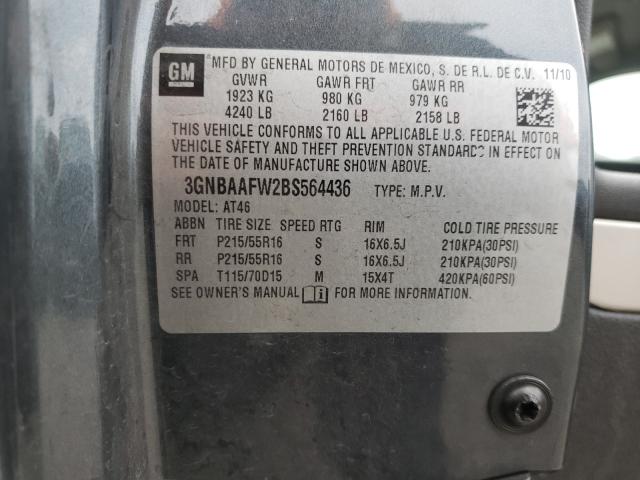 GM
MFD BY GENERAL MOTORS DE MEXICO, S. DE R.L. DE C.V. 11/10
GVWR GAWR FRT GAWR RR
1923 KG 980 KG 979 KG
4240 LB 2160 LB 2158 LB
THIS VEHICLE CONFORMS TO ALL APPLICABLE U.S. FEDERAL MOTOR
VEHICLE SAFETY AND THEFT PREVENTION STANDARDS IN EFFECT ON
THE DATE OF MANUFACTURE SHOWN ABOVE.
3GNBAAFW2BS564436 TYPE: M.P.V.
MODEL: AT46
ABBN TIRE SIZE SPEED RTG RIM COLD TIRE PRESSURE
FRT P215/55R16 S 16X6.5J 210KPA(30PSI)
RR P215/55R16 S 16X6.5J 210KPA(30PSI)
SPA T115/70D15 M 15X4T 420KPA(60PSI)
SEE OWNER'S MANUAL FOR MORE INFORMATION.